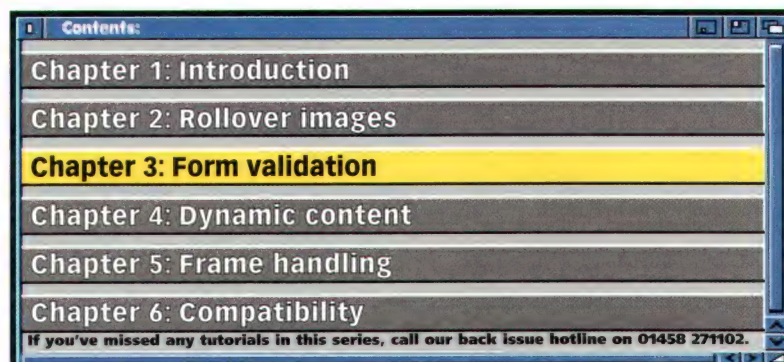 Contents:
Chapter 1: Introduction
Chapter 2: Rollover images
Chapter 3: Form validation
Chapter 4: Dynamic content
Chapter 5: Frame handling
Chapter 6: Compatibility
If you've missed any tutorials in this series, call our back issue hotline on 01458 271102.